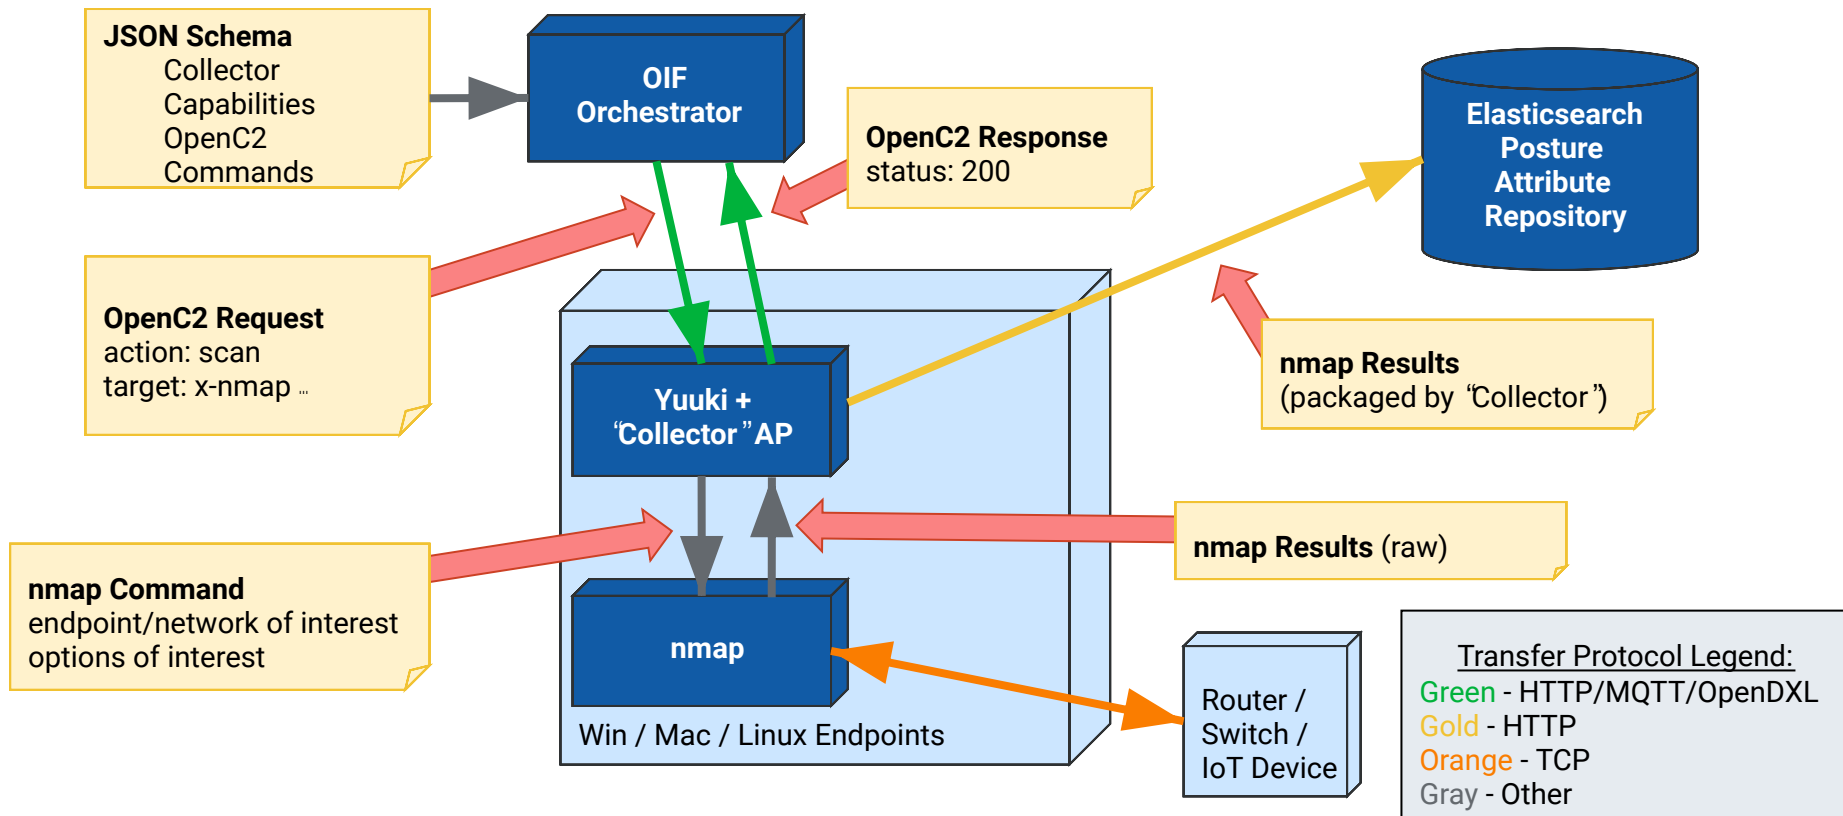 JSON Schema
Collector
Capabilities
OpenC2
Commands
OIF
Orchestrator
OpenC2 Response
status: 200
Elasticsearch
Posture
Attribute
Repository
OpenC2 Request
action: scan
target: x-nmap ...
Yuuki +
“Collector” AP
nmap Results
(packaged by “Collector”)
nmap Command
endpoint/network of interest
options of interest
nmap Results (raw)
nmap
Win / Mac / Linux Endpoints
Router /
Switch /
IoT Device
Transfer Protocol Legend:
Green - HTTP/MQTT/OpenDXL
Gold - HTTP
Orange - TCP
Gray - Other